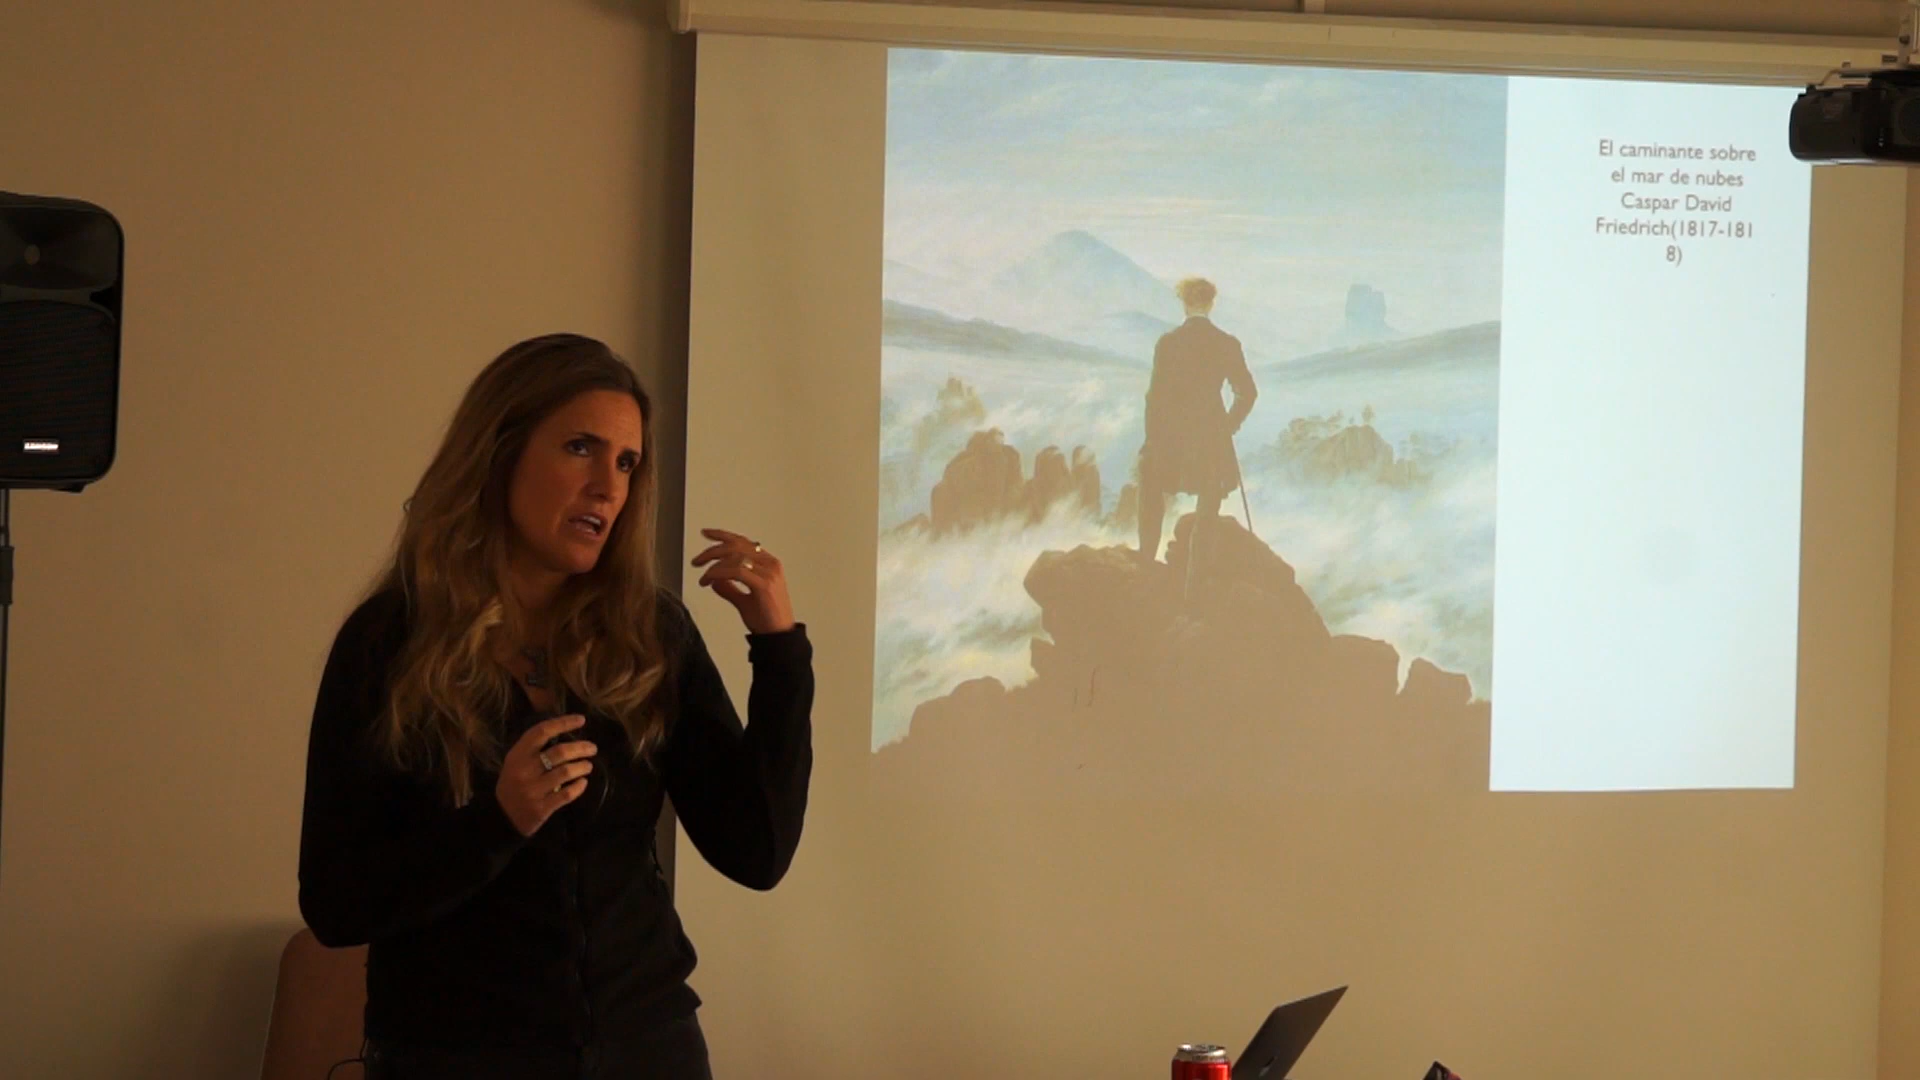 El caminante sobre
el mar de nubes
Caspar David
Friedrich(1817-181
8)